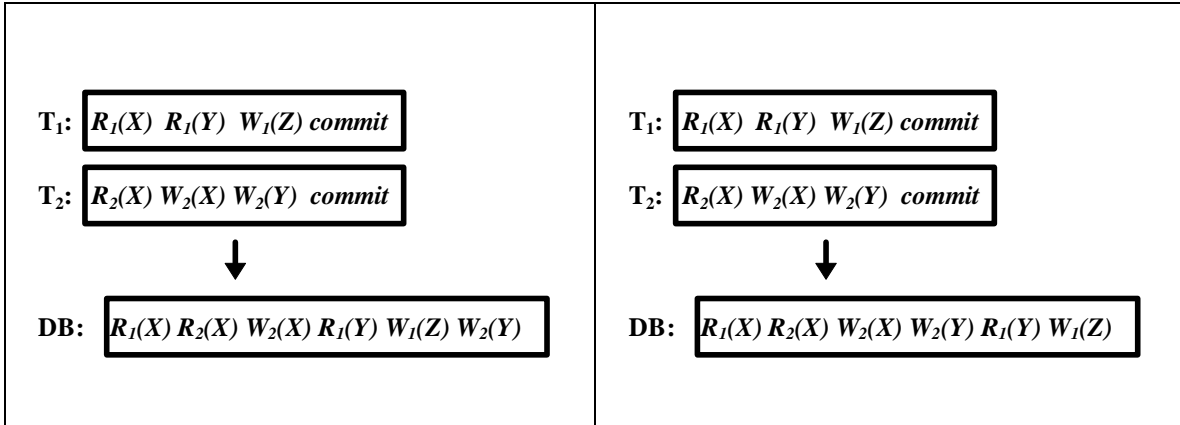 T₁: R₁(X) R₁(Y) W₁(Z) commit
T₂: R₂(X) W₂(X) W₂(Y) commit
DB: R₁(X) R₂(X) W₂(X) R₁(Y) W₁(Z) W₂(Y)
T₁: R₁(X) R₁(Y) W₁(Z) commit
T₂: R₂(X) W₂(X) W₂(Y) commit
DB: R₁(X) R₂(X) W₂(X) W₂(Y) R₁(Y) W₁(Z)